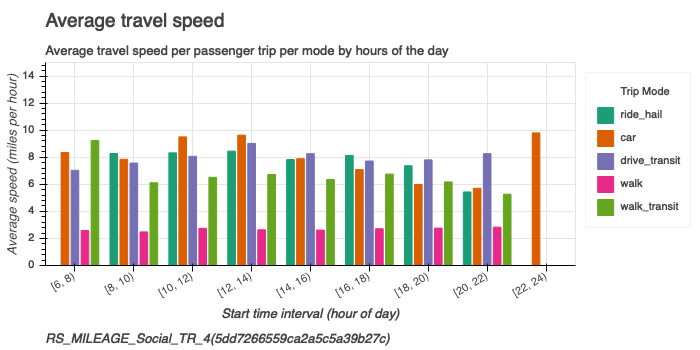 Average travel speed
Average travel speed per passenger trip per mode by hours of the day
Average speed (miles per hour)
14
12
10
8
6
4
2
0
[6, 8)
[8, 10)
[10, 12)
[12, 14)
[14, 16)
[16, 18)
[18, 20)
[20, 22)
[22, 24)
Start time interval (hour of day)
Trip Mode
ride_hail
car
drive_transit
walk
walk_transit
RS_MILEAGE_Social_TR_4(5dd7266559ca2a5c5a39b27c)